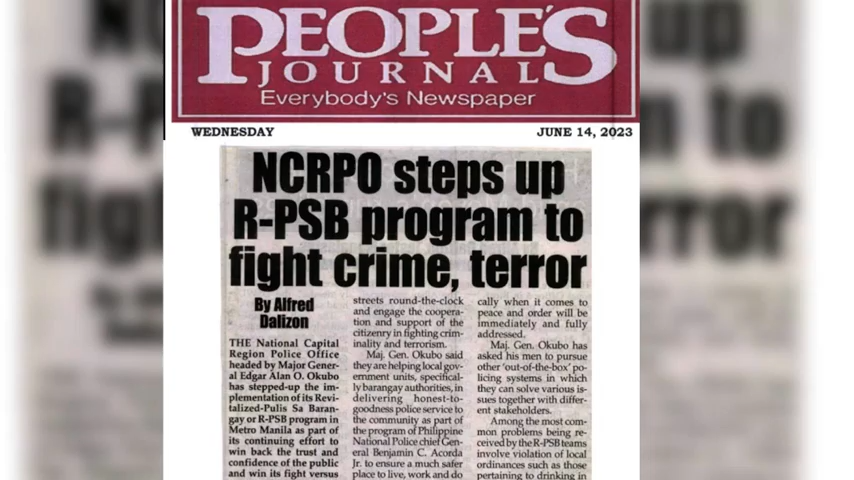 PEOPLE'S
JOURNAL
Everybody's Newspaper
WEDNESDAY
JUNE 14, 2023
NCRPO steps up
R-PSB program to
fight crime, terror
By Alfred
Dalizon
THE National Capital
Region Police Office
headed by Major Gener-
al Edgar Alan O. Okubo
has stepped-up the im-
plementation of its Revi-
talized-Pulis Sa Baran-
gay or R-PSB program in
Metro Manila as part of
its continuing effort to
win back the trust and
confidence of the public
and win its fight versus
streets round-the-clock
and engage the coopera-
tion and support of the
citizenry in fighting crim-
inality and terrorism.
Maj. Gen. Okubo said
they are helping local gov-
ernment units, specifical-
ly barangay authorities, in
delivering honest-to-
goodness police service to
the community as part of
the program of Philippine
National Police chief Gen-
eral Benjamin C. Acorda
Jr. to ensure a much safer
place to live, work and do
cally when it comes to
peace and order will be
immediately and fully
addressed.
Maj. Gen. Okubo has
asked his men to pursue
other 'out-of-the-box' po-
licing systems in which
they can solve various is-
sues together with differ-
ent stakeholders.
Among the most com-
mon problems being re-
ceived by the R-PSB teams
involve violation of local
ordinances such as those
pertaining to drinking in